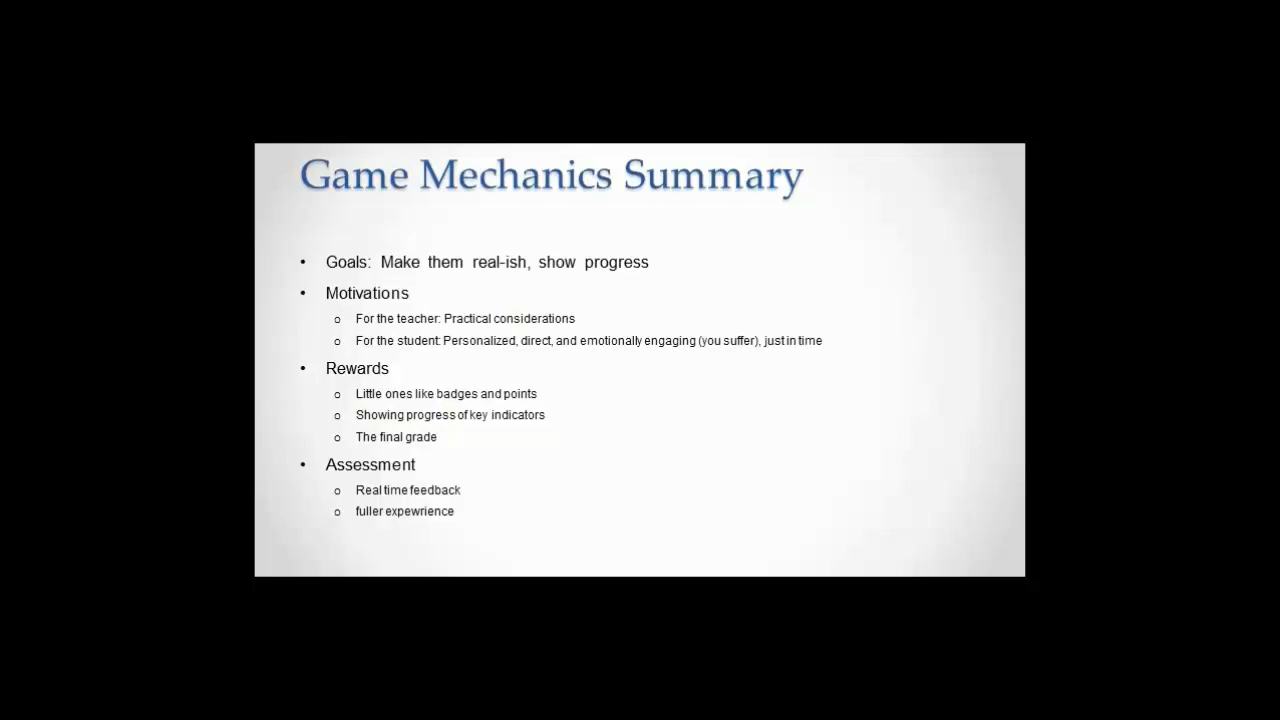 Game Mechanics Summary
• Goals: Make them real-ish, show progress
• Motivations
o For the teacher: Practical considerations
o For the student: Personalized, direct, and emotionally engaging (you suffer), just in time
• Rewards
o Little ones like badges and points
o Showing progress of key indicators
o The final grade
• Assessment
o Real time feedback
o fuller expewrience